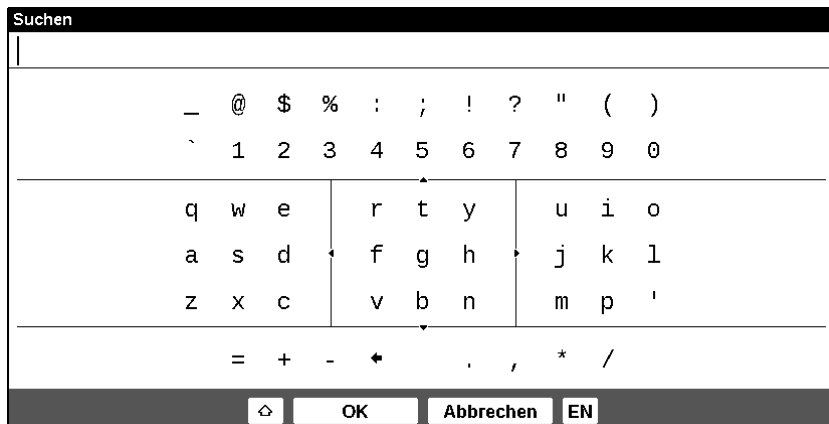 Suchen
_ @ $ % : ; ! ? " ( )
` 1 2 3 4 5 6 7 8 9 0
q w e r t y u i o
a s d f g h j k l
z x c v b n m p '
= + - . , * /
OK Abbrechen EN